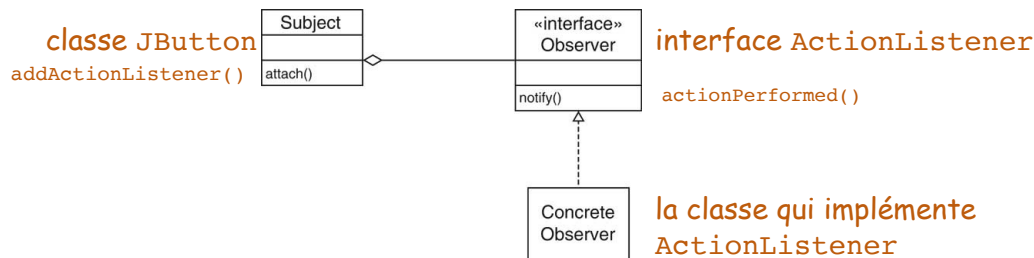 classe JButton
addActionListener()
Subject
attach()
«interface»
Observer
notify()
interface ActionListener
actionPerformed()
Concrete
Observer
la classe qui implémente
ActionListener